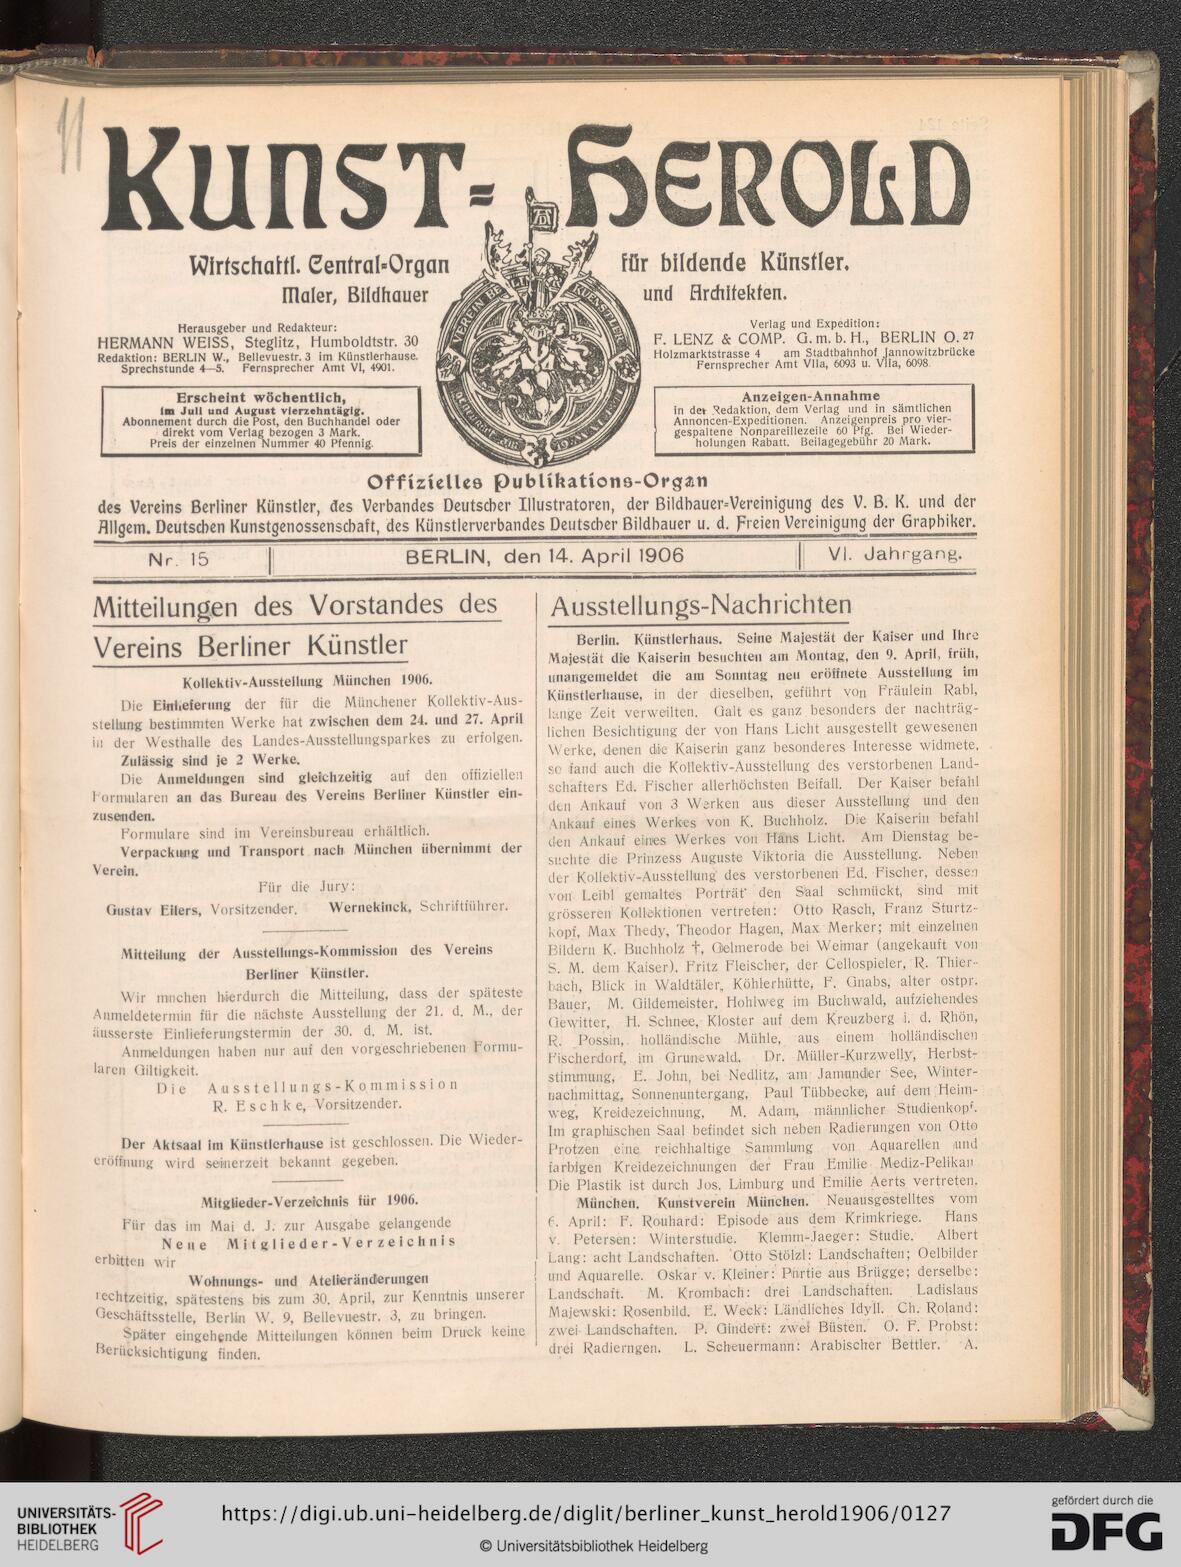 11
KUNST-HEROLD
Wirtschaftl. Central-Organ für bildende Künstler,
Maler, Bildhauer und Architekten.
Herausgeber und Redakteur:
HERMANN WEISS, Steglitz, Humboldtstr. 30
Redaktion: BERLIN W., Bellevuestr. 3 im Künstlerhause.
Sprechstunde 4—5. Fernsprecher Amt VI, 4901.
Erscheint wöchentlich,
im Juli und August vierzehntägig.
Abonnement durch die Post, den Buchhandel oder
direkt vom Verlag bezogen 3 Mark.
Preis der einzelnen Nummer 40 Pfennig.
VEREIN BERLINER KUENSTLER
Verlag und Expedition:
F. LENZ & COMP. G. m. b. H., BERLIN O. 27
Holzmarktstrasse 4 am Stadtbahnhof Jannowitzbrücke
Fernsprecher Amt VIIa, 6093 u. VIIa, 6098.
Anzeigen-Annahme
in der Redaktion, dem Verlag und in sämtlichen
Annoncen-Expeditionen. Anzeigenpreis pro vier-
gespaltene Nonpareillezeile 60 Pfg. Bei Wieder-
holungen Rabatt. Beilagegebühr 20 Mark.
Offizielles Publikations-Organ
des Vereins Berliner Künstler, des Verbandes Deutscher Illustratoren, der Bildhauer-Vereinigung des V. B. K. und der
Allgem. Deutschen Kunstgenossenschaft, des Künstlerverbandes Deutscher Bildhauer u. d. Freien Vereinigung der Graphiker.
Nr. 15 BERLIN, den 14. April 1906 VI. Jahrgang.
Mitteilungen des Vorstandes des
Vereins Berliner Künstler
Kollektiv-Ausstellung München 1906.
Die Einlieferung der für die Münchener Kollektiv-Aus-
stellung bestimmten Werke hat zwischen dem 24. und 27. April
in der Westhalle des Landes-Ausstellungsparkes zu erfolgen.
Zulässig sind je 2 Werke.
Die Anmeldungen sind gleichzeitig auf den offiziellen
Formularen an das Bureau des Vereins Berliner Künstler ein-
zusenden.
Formulare sind im Vereinsbureau erhältlich.
Verpackung und Transport nach München übernimmt der
Verein.
Für die Jury:
Gustav Eilers, Vorsitzender. Wernekinck, Schriftführer.
Mitteilung der Ausstellungs-Kommission des Vereins
Berliner Künstler.
Wir machen hierdurch die Mitteilung, dass der späteste
Anmeldetermin für die nächste Ausstellung der 21. d. M., der
äusserste Einlieferungstermin der 30. d. M. ist.
Anmeldungen haben nur auf den vorgeschriebenen Formu-
laren Giltigkeit.
Die Ausstellungs-Kommission
R. Eschke, Vorsitzender.
Der Aktsaal im Künstlerhause ist geschlossen. Die Wieder-
eröffnung wird seinerzeit bekannt gegeben.
Mitglieder-Verzeichnis für 1906.
Für das im Mai d. J. zur Ausgabe gelangende
Neue Mitglieder-Verzeichnis
erbitten wir
Wohnungs- und Atelieränderungen
rechtzeitig, spätestens bis zum 30. April, zur Kenntnis unserer
Geschäftsstelle, Berlin W. 9, Bellevuestr. 3, zu bringen.
Später eingehende Mitteilungen können beim Druck keine
Berücksichtigung finden.
Ausstellungs-Nachrichten
Berlin. Künstlerhaus. Seine Majestät der Kaiser und Ihre
Majestät die Kaiserin besuchten am Montag, den 9. April, früh,
unangemeldet die am Sonntag neu eröffnete Ausstellung im
Künstlerhause, in der dieselben, geführt von Fräulein Rabl,
lange Zeit verweilten. Galt es ganz besonders der nachträg-
lichen Besichtigung der von Hans Licht ausgestellt gewesenen
Werke, denen die Kaiserin ganz besonderes Interesse widmete,
so fand auch die Kollektiv-Ausstellung des verstorbenen Land-
schafters Ed. Fischer allerhöchsten Beifall. Der Kaiser befahl
den Ankauf von 3 Werken aus dieser Ausstellung und den
Ankauf eines Werkes von K. Buchholz. Die Kaiserin befahl
den Ankauf eines Werkes von Hans Licht. Am Dienstag be-
suchte die Prinzess Auguste Viktoria die Ausstellung. Neben
der Kollektiv-Ausstellung des verstorbenen Ed. Fischer, dessen
von Leibl gemaltes Porträt den Saal schmückt, sind mit
grösseren Kollektionen vertreten: Otto Rasch, Franz Sturtz-
kopf, Max Thedy, Theodor Hagen, Max Merker; mit einzelnen
Bildern K. Buchholz †, Gelmerode bei Weimar (angekauft von
S. M. dem Kaiser). Fritz Fleischer, der Cellospieler, R. Thier-
bach, Blick in Waldtäler, Köhlerhütte, F. Gnabs, alter ostpr.
Bauer, M. Gildemeister, Hohlweg im Buchwald, aufziehendes
Gewitter, H. Schnee, Kloster auf dem Kreuzberg i. d. Rhön,
R. Possin, holländische Mühle, aus einem holländischen
Fischerdorf, im Grunewald, Dr. Müller-Kurzwelly, Herbst-
stimmung, E. John, bei Nedlitz, am Jamunder See, Winter-
nachmittag, Sonnenuntergang, Paul Tübbecke, auf dem Heim-
weg, Kreidezeichnung, M. Adam, männlicher Studienkopf.
Im graphischen Saal befindet sich neben Radierungen von Otto
Protzen eine reichhaltige Sammlung von Aquarellen und
farbigen Kreidezeichnungen der Frau Emilie Mediz-Pelikan
Die Plastik ist durch Jos. Limburg und Emilie Aerts vertreten.
München. Kunstverein München. Neuausgestelltes vom
6. April: F. Rouhard: Episode aus dem Krimkriege. Hans
v. Petersen: Winterstudie. Klemm-Jaeger: Studie. Albert
Lang: acht Landschaften. Otto Stölzl: Landschaften; Oelbilder
und Aquarelle. Oskar v. Kleiner: Partie aus Brügge; derselbe:
Landschaft. M. Krombach: drei Landschaften. Ladislaus
Majewski: Rosenbild. E. Weck: Ländliches Idyll. Ch. Roland:
zwei Landschaften. P. Gindert: zwei Büsten. O. F. Probst:
drei Radierngen. L. Scheuermann: Arabischer Bettler. A.
UNIVERSITÄTS-
BIBLIOTHEK
HEIDELBERG
https://digi.ub.uni-heidelberg.de/diglit/berliner_kunst_herold1906/0127
© Universitätsbibliothek Heidelberg
gefördert durch die
DFG